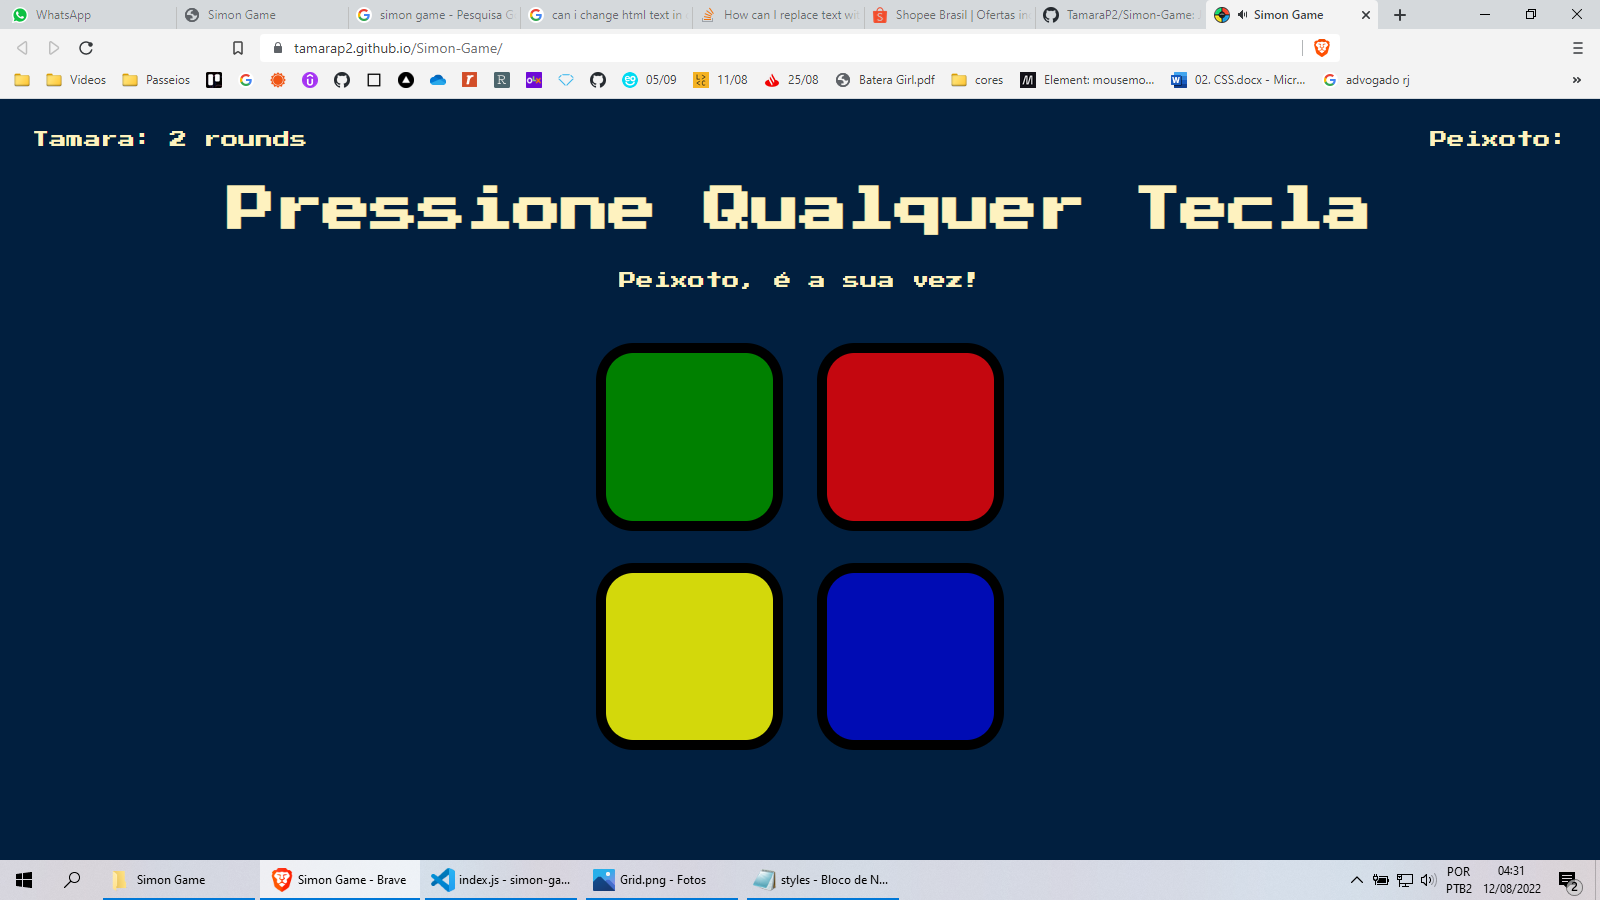 WhatsApp
Simon Game
simon game - Pesquisa G
can i change html text in
How can I replace text wi
Shopee Brasil | Ofertas in
TamaraP2/Simon-Game:
Simon Game
tamarap2.github.io/Simon-Game/
Videos
Passeios
05/09
11/08
25/08
Batera Girl.pdf
cores
Element: mousemo...
02. CSS.docx - Micr...
advogado rj
»
Tamara: 2 rounds
Peixoto:
Pressione Qualquer Tecla
Peixoto, é a sua vez!
Simon Game
Simon Game - Brave
index.js - simon-ga...
Grid.png - Fotos
styles - Bloco de N...
POR
PTB2
04:31
12/08/2022
2